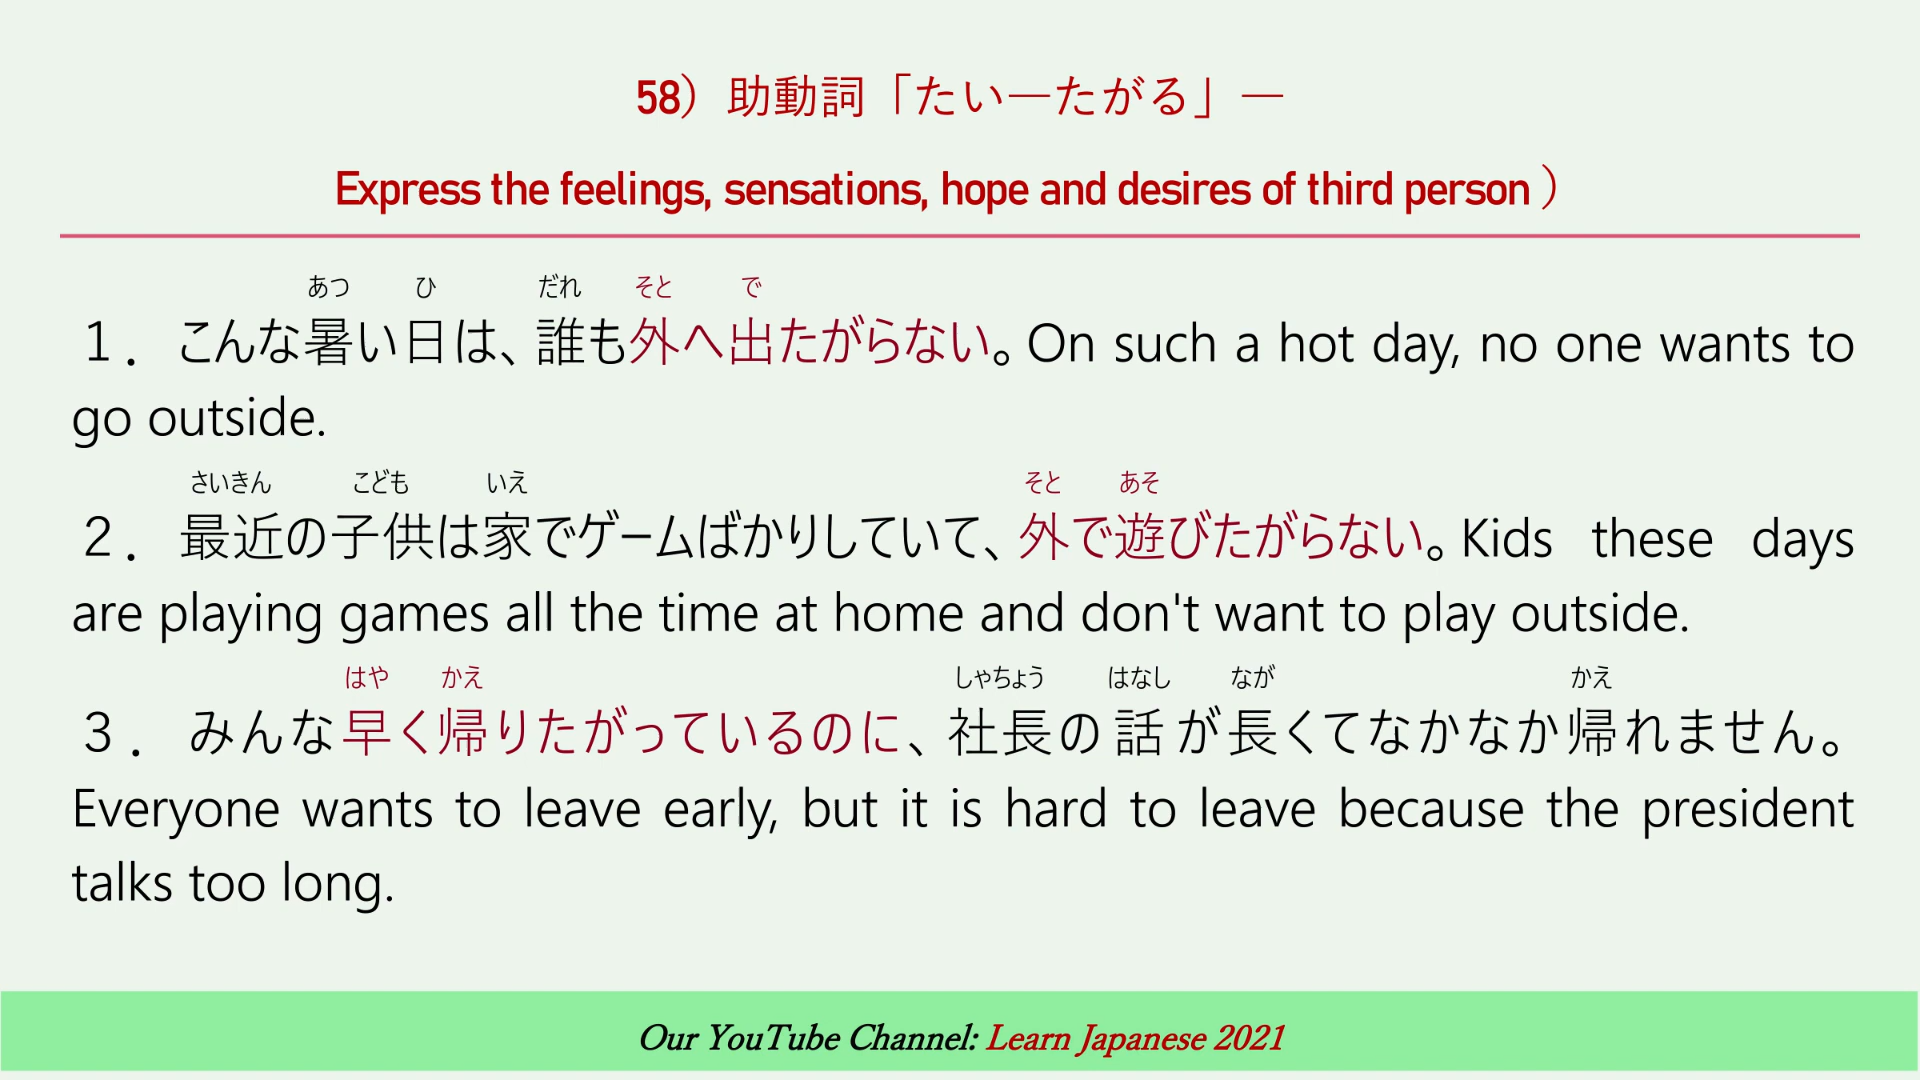 58）助動詞「たい―たがる」―
Express the feelings, sensations, hope and desires of third person）
あつ ひ だれ そと で
１．こんな暑い日は、誰も外へ出たがらない。On such a hot day, no one wants to
go outside.
さいきん こども いえ そと あそ
２．最近の子供は家でゲームばかりしていて、外で遊びたがらない。Kids these days
are playing games all the time at home and don't want to play outside.
はや かえ しゃちょう はなし なが かえ
３．みんな早く帰りたがっているのに、社長の話が長くてなかなか帰れません。
Everyone wants to leave early, but it is hard to leave because the president
talks too long.
Our YouTube Channel: Learn Japanese 2021